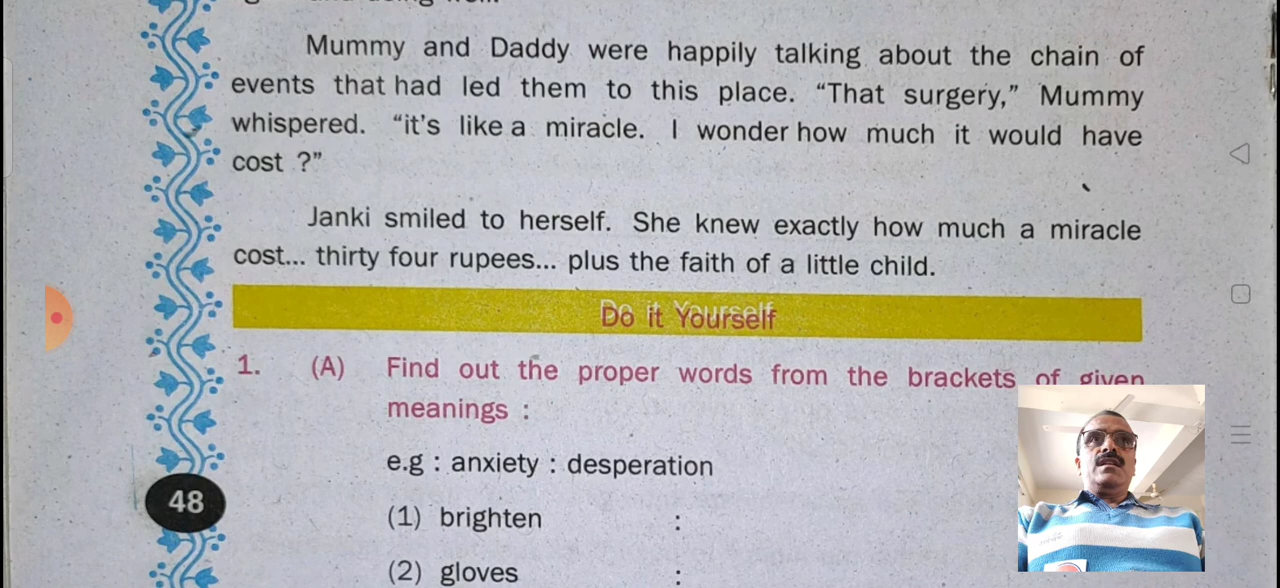 Mummy and Daddy were happily talking about the chain of
events that had led them to this place. “That surgery,” Mummy
whispered. “it's like a miracle. I wonder how much it would have
cost ?”
Janki smiled to herself. She knew exactly how much a miracle
cost... thirty four rupees... plus the faith of a little child.
Do it Yourself
1. (A) Find out the proper words from the brackets of given
meanings :
e.g : anxiety : desperation
48
(1) brighten :
(2) gloves :